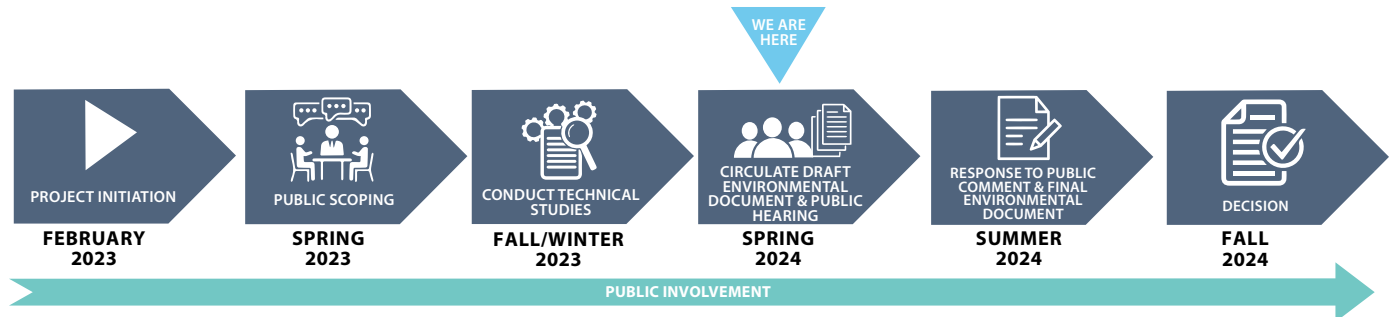 WE ARE
HERE
PROJECT INITIATION
PUBLIC SCOPING
CONDUCT TECHNICAL
STUDIES
CIRCULATE DRAFT
ENVIRONMENTAL
DOCUMENT & PUBLIC
HEARING
RESPONSE TO PUBLIC
COMMENT & FINAL
ENVIRONMENTAL
DOCUMENT
DECISION
FEBRUARY
2023
SPRING
2023
FALL/WINTER
2023
SPRING
2024
SUMMER
2024
FALL
2024
PUBLIC INVOLVEMENT